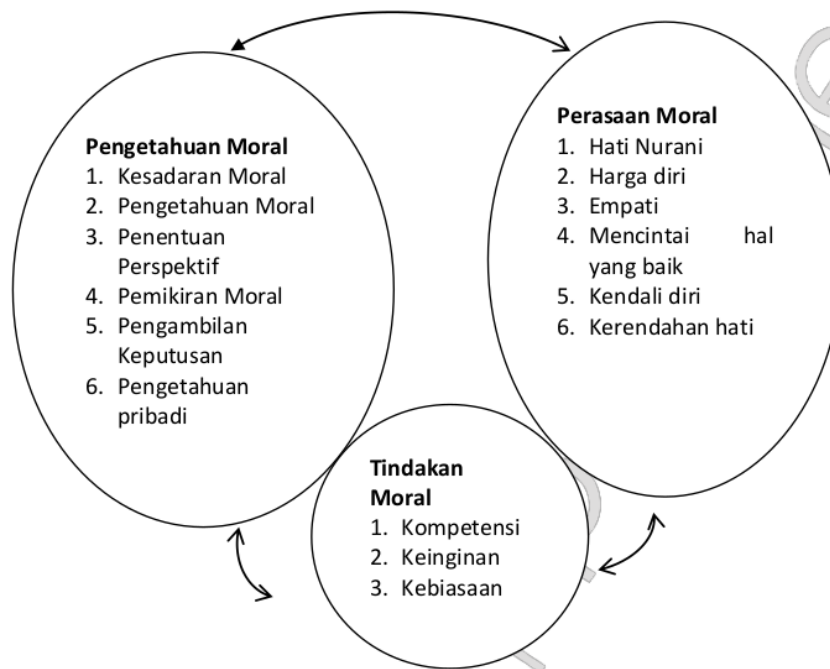 Pengetahuan Moral
1. Kesadaran Moral
2. Pengetahuan Moral
3. Penentuan
Perspektif
4. Pemikiran Moral
5. Pengambilan
Keputusan
6. Pengetahuan
pribadi
Perasaan Moral
1. Hati Nurani
2. Harga diri
3. Empati
4. Mencintai hal
yang baik
5. Kendali diri
6. Kerendahan hati
Tindakan
Moral
1. Kompetensi
2. Keinginan
3. Kebiasaan